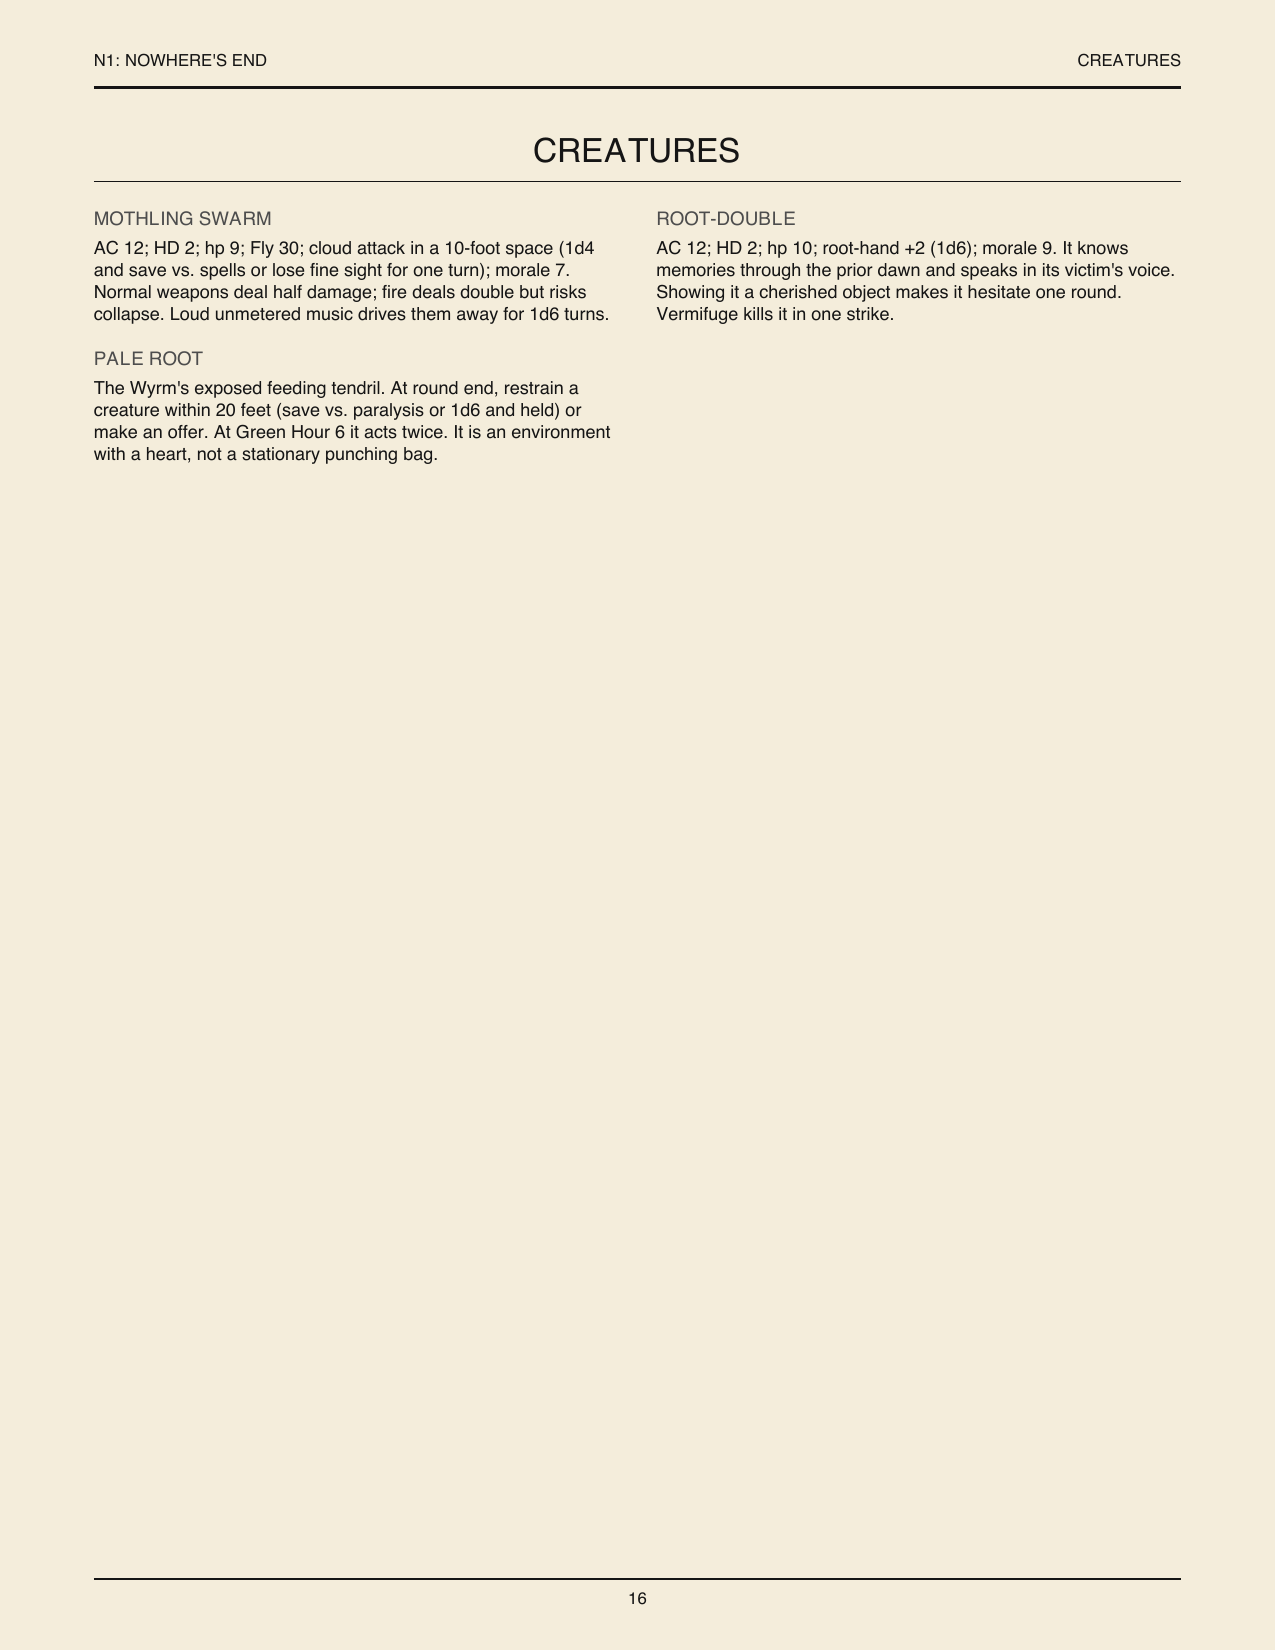 N1: NOWHERE'S END
CREATURES
CREATURES
MOTHLING SWARM
AC 12; HD 2; hp 9; Fly 30; cloud attack in a 10-foot space (1d4
and save vs. spells or lose fine sight for one turn); morale 7.
Normal weapons deal half damage; fire deals double but risks
collapse. Loud unmetered music drives them away for 1d6 turns.
PALE ROOT
The Wyrm's exposed feeding tendril. At round end, restrain a
creature within 20 feet (save vs. paralysis or 1d6 and held) or
make an offer. At Green Hour 6 it acts twice. It is an environment
with a heart, not a stationary punching bag.
ROOT-DOUBLE
AC 12; HD 2; hp 10; root-hand +2 (1d6); morale 9. It knows
memories through the prior dawn and speaks in its victim's voice.
Showing it a cherished object makes it hesitate one round.
Vermifuge kills it in one strike.
16